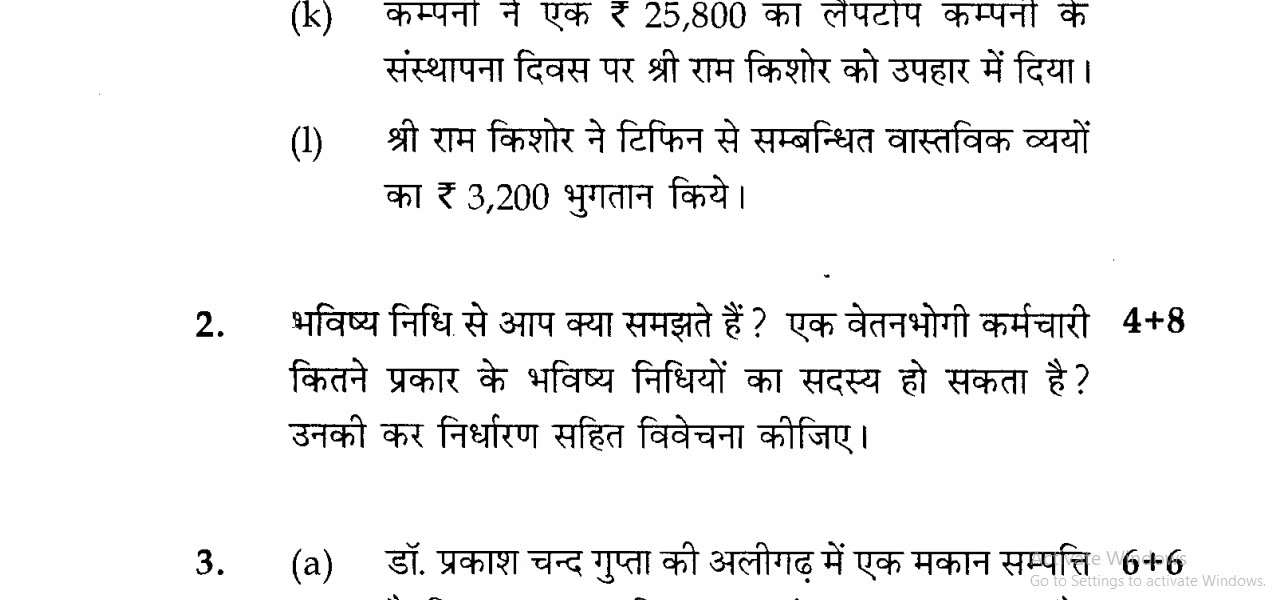 (k) कम्पनी ने एक ₹ 25,800 का लैपटोप कम्पनी के
संस्थापना दिवस पर श्री राम किशोर को उपहार में दिया।
(l) श्री राम किशोर ने टिफिन से सम्बन्धित वास्तविक व्ययों
का ₹ 3,200 भुगतान किये।
2. भविष्य निधि से आप क्या समझते हैं? एक वेतनभोगी कर्मचारी 4+8
कितने प्रकार के भविष्य निधियों का सदस्य हो सकता है?
उनकी कर निर्धारण सहित विवेचना कीजिए।
3. (a) डॉ. प्रकाश चन्द गुप्ता की अलीगढ़ में एक मकान सम्पत्ति 6+6
Activate Windows
Go to Settings to activate Windows.